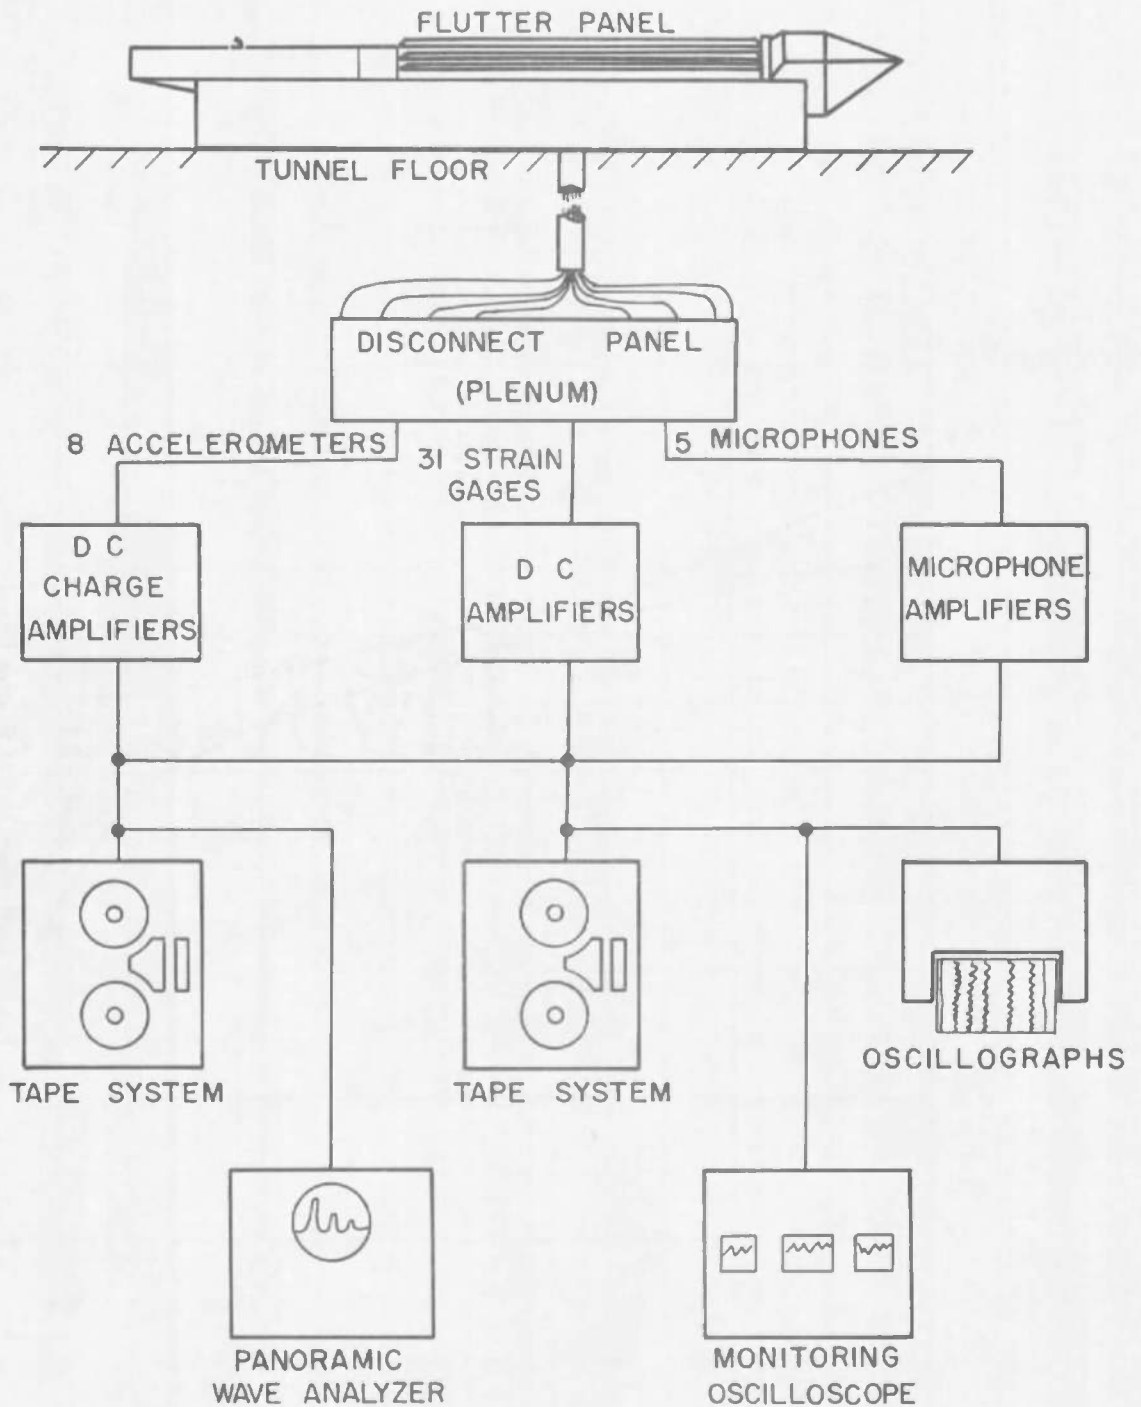 FLUTTER PANEL
TUNNEL FLOOR
DISCONNECT PANEL
(PLENUM)
8 ACCELEROMETERS
31 STRAIN
GAGES
5 MICROPHONES
D C
CHARGE
AMPLIFIERS
D C
AMPLIFIERS
MICROPHONE
AMPLIFIERS
TAPE SYSTEM
TAPE SYSTEM
OSCILLOGRAPHS
PANORAMIC
WAVE ANALYZER
MONITORING
OSCILLOSCOPE